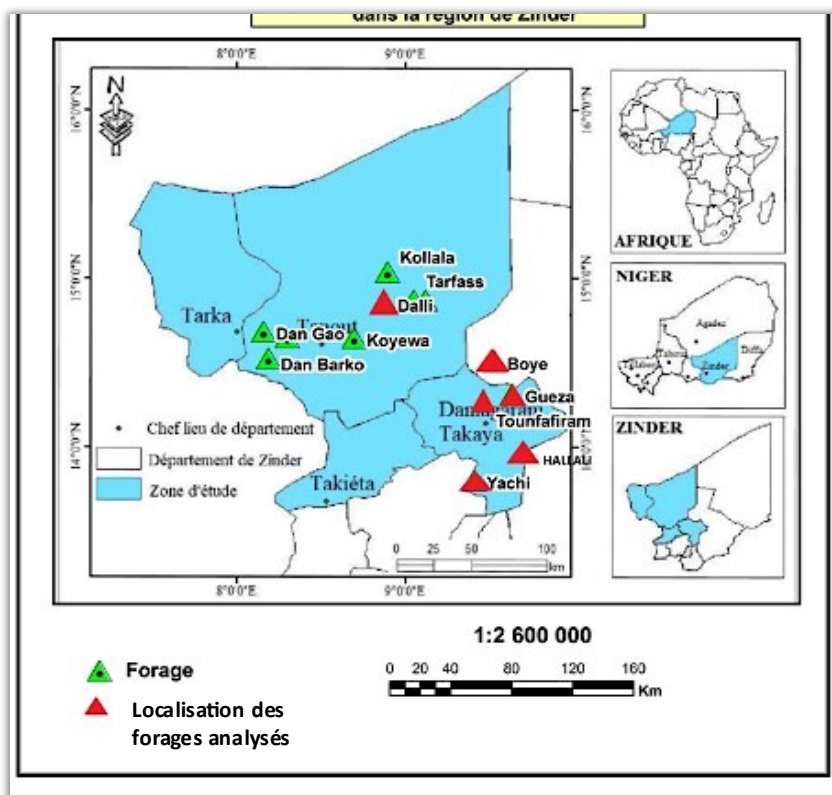 dans la région de Zinder
8°0'0"E 9°0'0"E
N
16°0'0"N
16°0'0"N
15°0'0"N
15°0'0"N
14°0'0"N
14°0'0"N
Kollala
Tarfass
Dalli
Tarka
Dan Gao
Koyewa
Dan Barko
Boye
Gueza
Tounfafiram
Takaya
HALLAU
Yachi
Takiéta
Chef lieu de département
Département de Zinder
Zone d'étude
0 25 50 100
km
8°0'0"E 9°0'0"E
AFRIQUE
NIGER
Agadez
Diffa
Zinder
ZINDER
1:2 600 000
0 20 40 80 120 160
Km
Forage
Localisation des
forages analysés